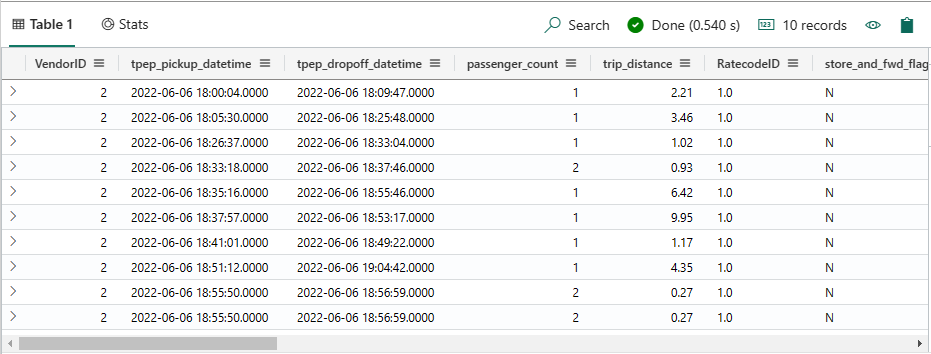 Table 1 Stats Search Done (0.540 s) 123 10 records
VendorID tpep_pickup_datetime tpep_dropoff_datetime passenger_count trip_distance RatecodeID store_and_fwd_flag
2 2022-06-06 18:00:04.0000 2022-06-06 18:09:47.0000 1 2.21 1.0 N
2 2022-06-06 18:05:30.0000 2022-06-06 18:25:48.0000 1 3.46 1.0 N
2 2022-06-06 18:26:37.0000 2022-06-06 18:33:04.0000 1 1.02 1.0 N
2 2022-06-06 18:33:18.0000 2022-06-06 18:37:46.0000 2 0.93 1.0 N
2 2022-06-06 18:35:16.0000 2022-06-06 18:55:46.0000 1 6.42 1.0 N
2 2022-06-06 18:37:57.0000 2022-06-06 18:53:17.0000 1 9.95 1.0 N
2 2022-06-06 18:41:01.0000 2022-06-06 18:49:22.0000 1 1.17 1.0 N
2 2022-06-06 18:51:12.0000 2022-06-06 19:04:42.0000 1 4.35 1.0 N
2 2022-06-06 18:55:50.0000 2022-06-06 18:56:59.0000 2 0.27 1.0 N
2 2022-06-06 18:55:50.0000 2022-06-06 18:56:59.0000 2 0.27 1.0 N